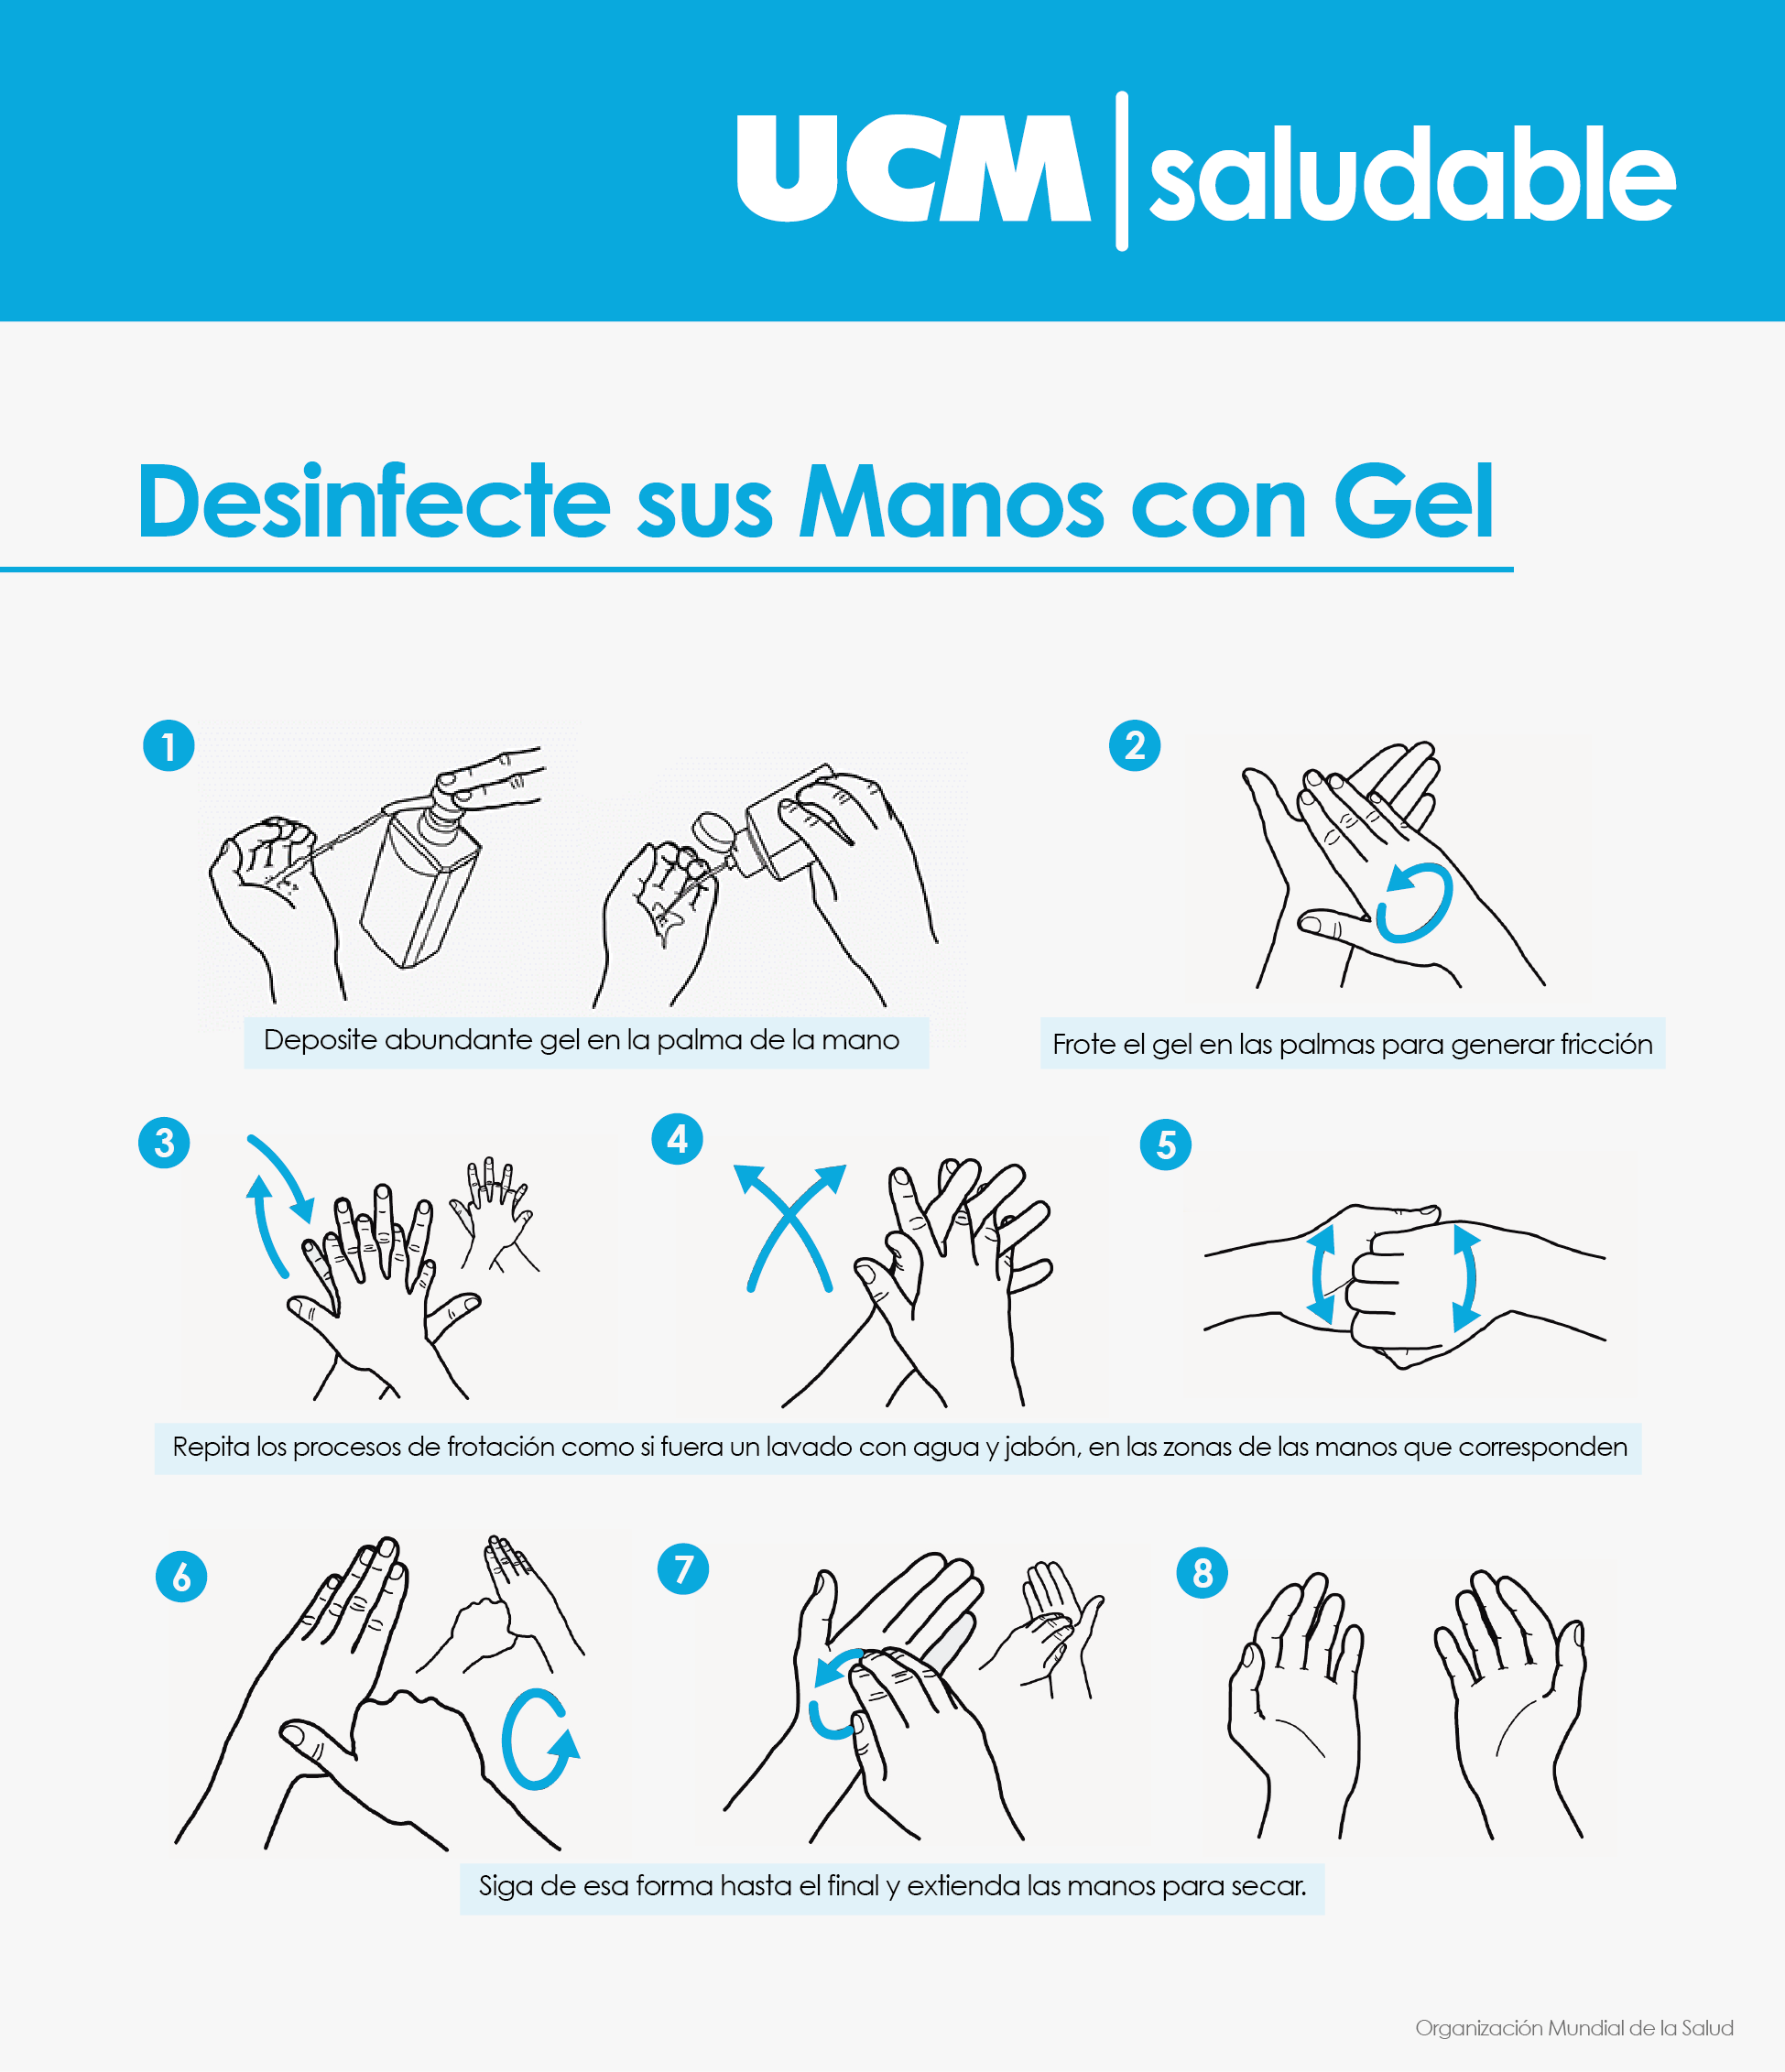 UCM saludable
Desinfecte sus Manos con Gel
1
2
Deposite abundante gel en la palma de la mano
Frote el gel en las palmas para generar fricción
3
4
5
Repita los procesos de frotación como si fuera un lavado con agua y jabón, en las zonas de las manos que corresponden
6
7
8
Siga de esa forma hasta el final y extienda las manos para secar.
Organización Mundial de la Salud